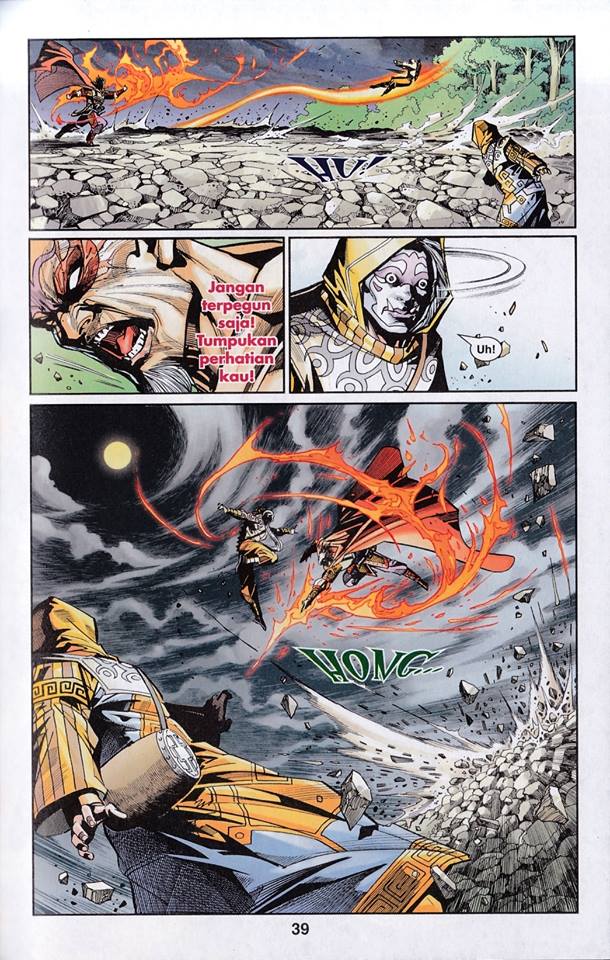 HU!!
Jangan
terpegun
saja!
Tumpukan
perhatian
kau!
Uh!
HONG...
39